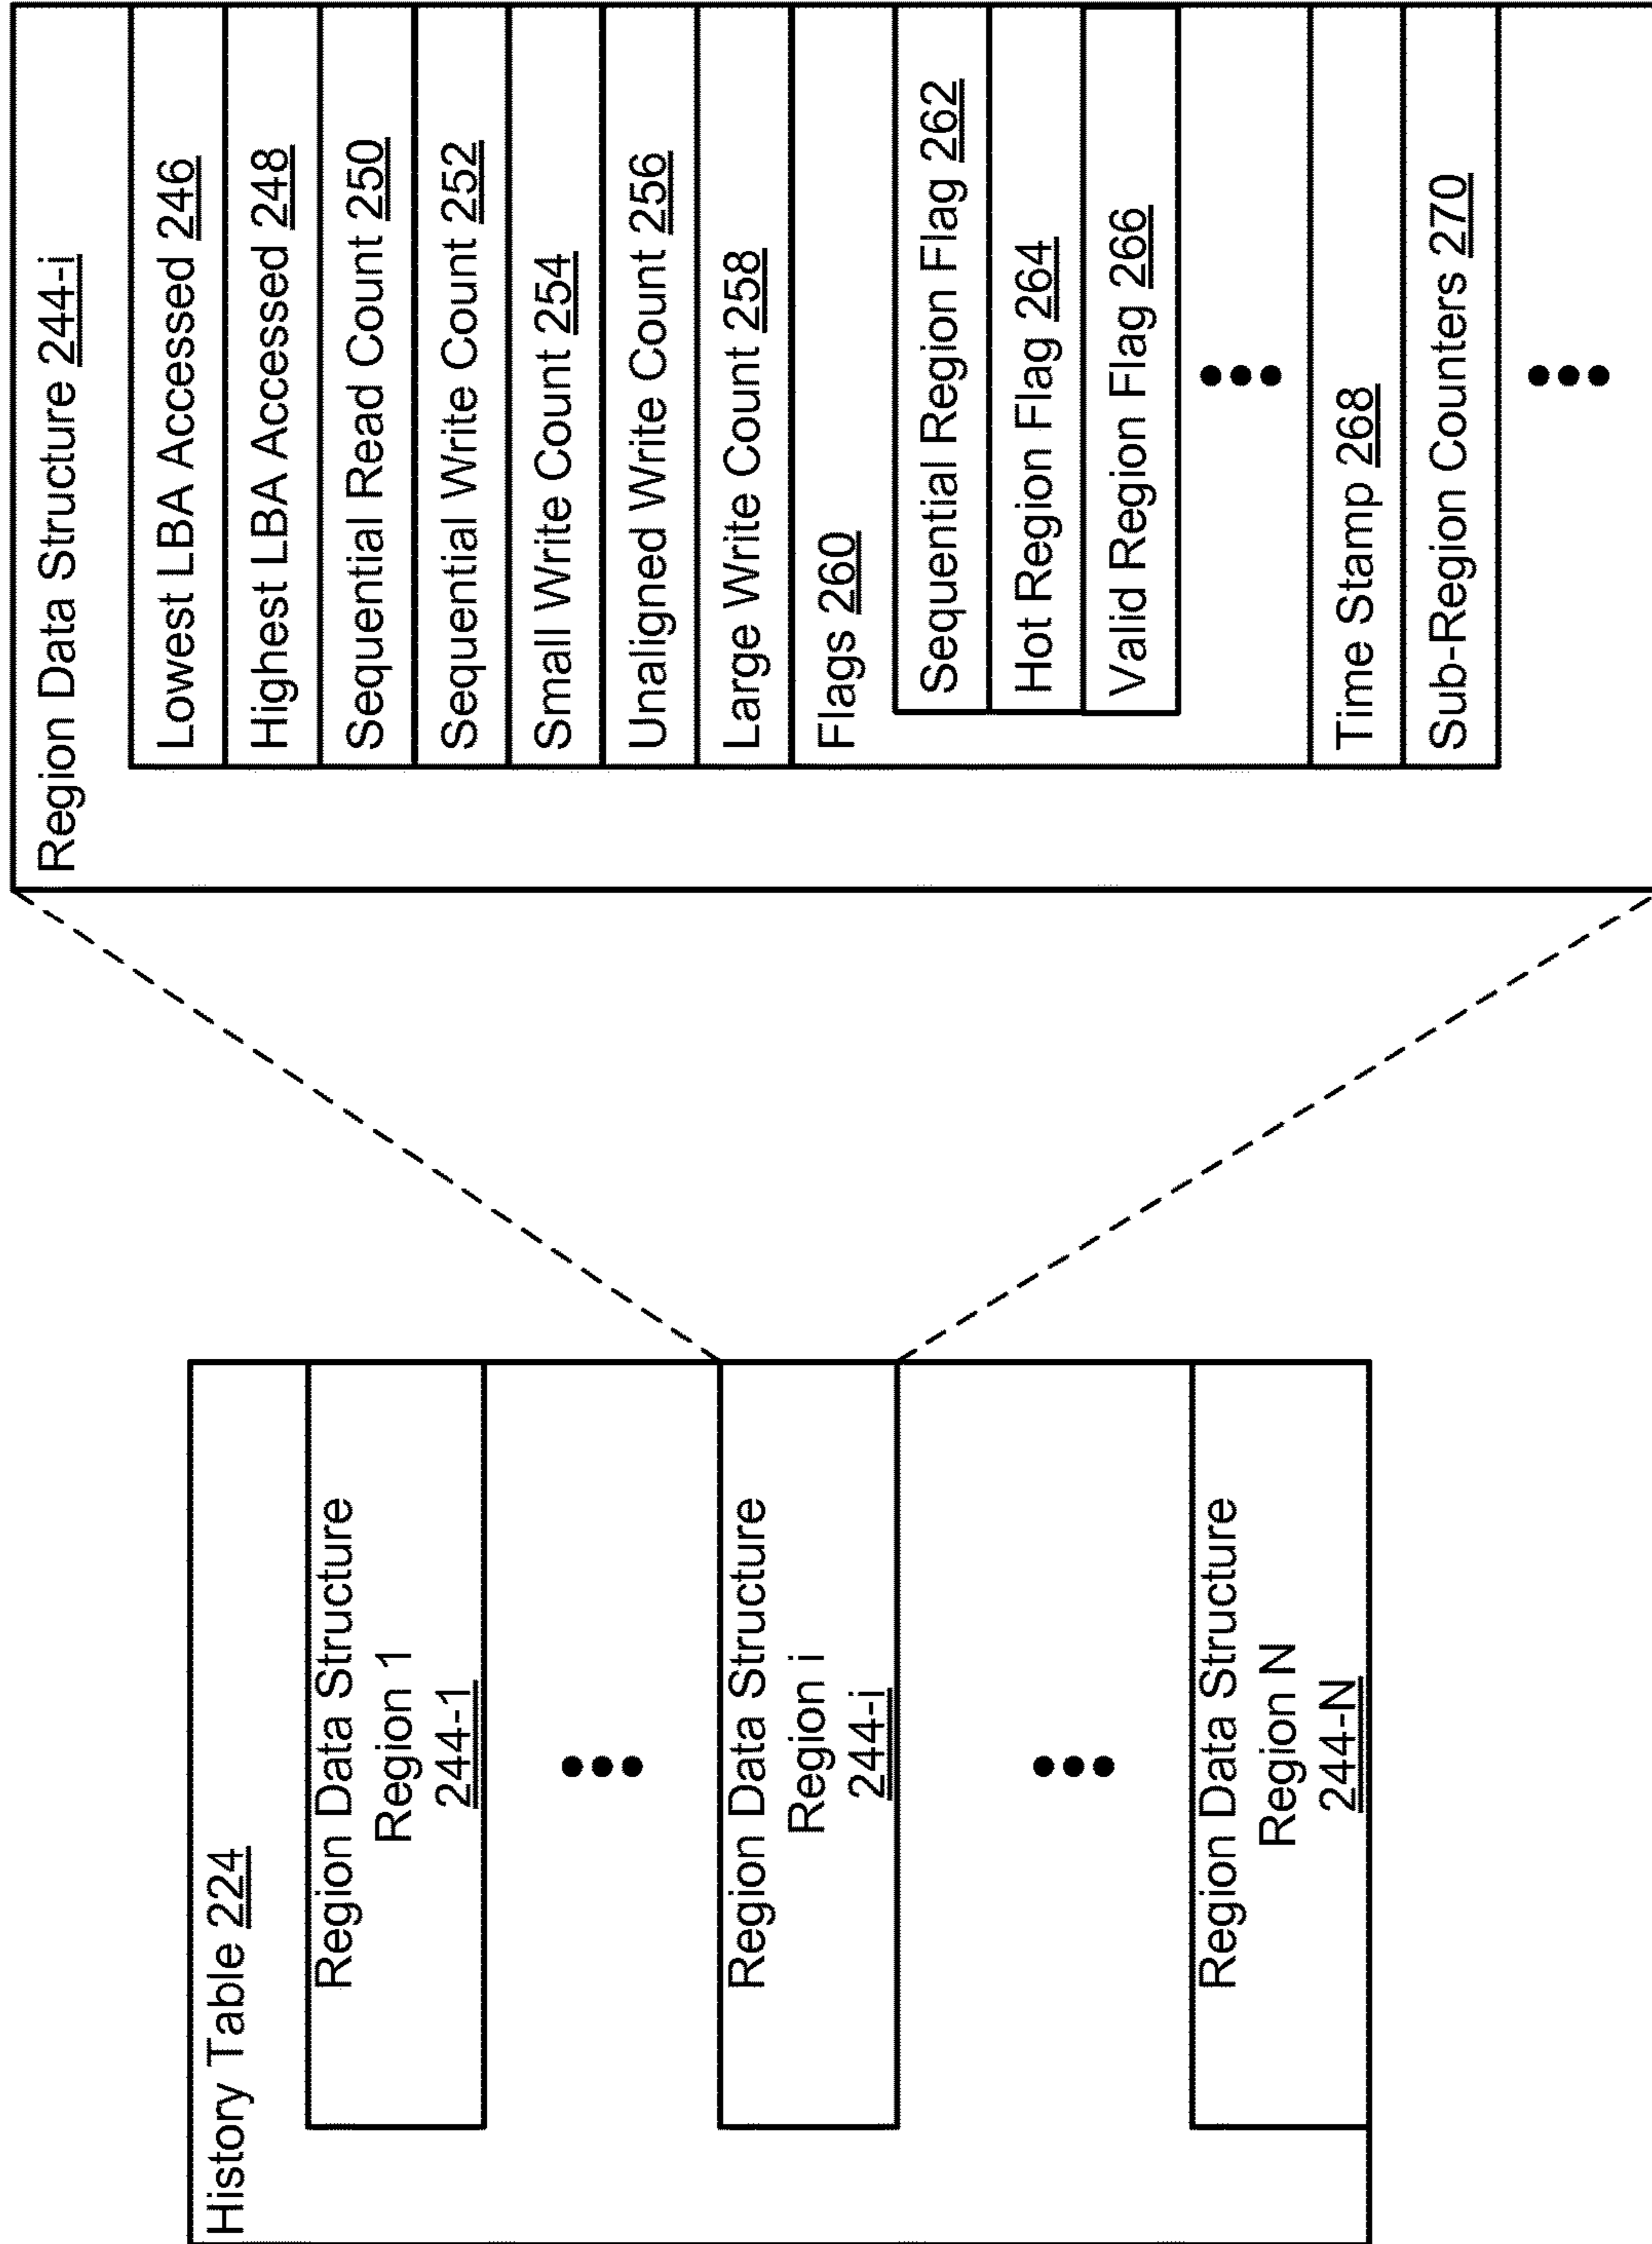 History Table 224
Region Data Structure
Region 1
244-1
Region Data Structure
Region i
244-i
Region Data Structure
Region N
244-N
Region Data Structure 244-i
Lowest LBA Accessed 246
Highest LBA Accessed 248
Sequential Read Count 250
Sequential Write Count 252
Small Write Count 254
Unaligned Write Count 256
Large Write Count 258
Flags 260
Sequential Region Flag 262
Hot Region Flag 264
Valid Region Flag 266
Time Stamp 268
Sub-Region Counters 270